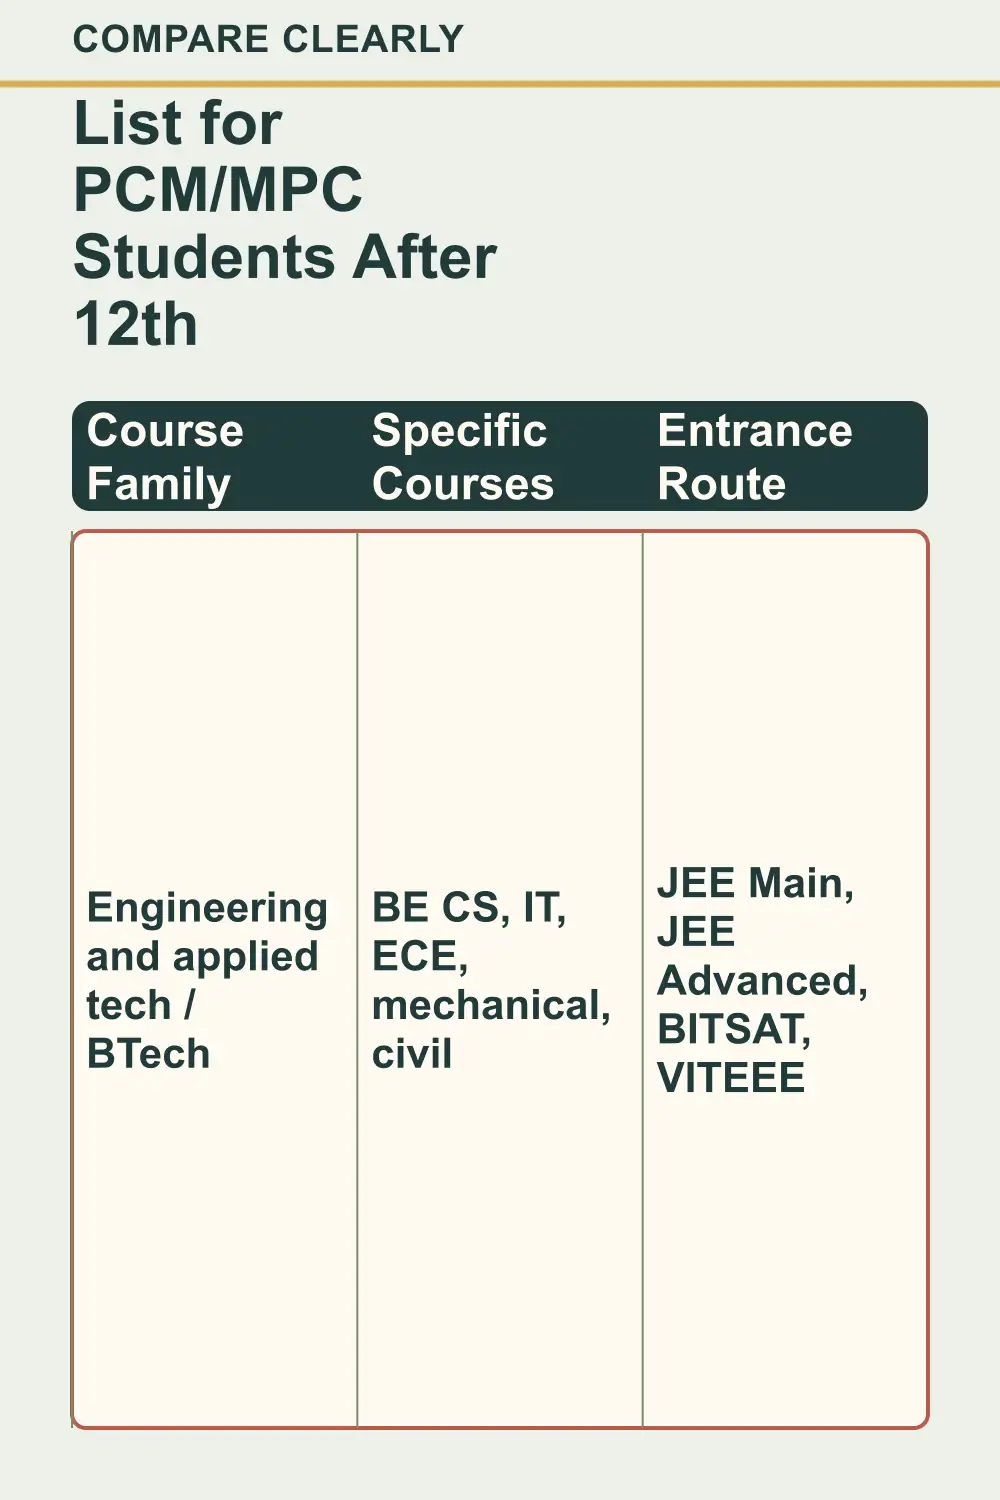 COMPARE CLEARLY
List for
PCM/MPC
Students After
12th
Course
Family
Specific
Courses
Entrance
Route
Engineering
and applied
tech /
BTech
BE CS, IT,
ECE,
mechanical,
civil
JEE Main,
JEE
Advanced,
BITSAT,
VITEEE